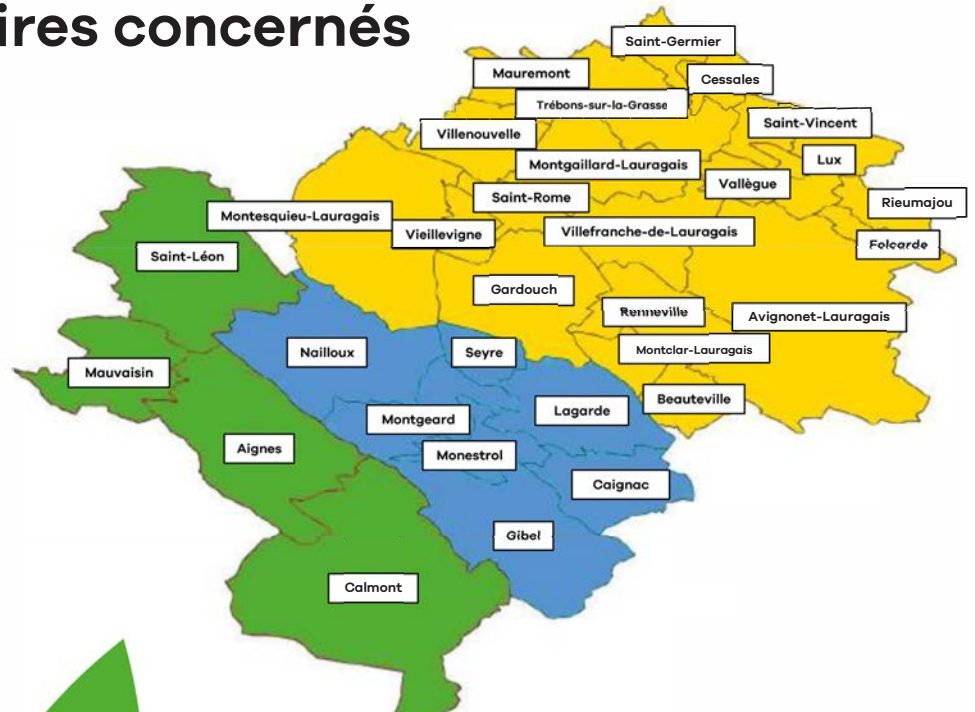 ires concernés
Saint-Germier
Mauremont
Cessales
Trébons-sur-la-Grasse
Saint-Vincent
Villenouvelle
Montgaillard-Lauragais
Lux
Vallègue
Saint-Rome
Rieumajou
Montesquieu-Lauragais
Vieillevigne
Villefranche-de-Lauragais
Folcarde
Saint-Léon
Gardouch
Renneville
Avignonet-Lauragais
Nailloux
Seyre
Montclar-Lauragais
Mauvaisin
Beauteville
Lagarde
Montgeard
Aignes
Monestrol
Caignac
Gibel
Calmont